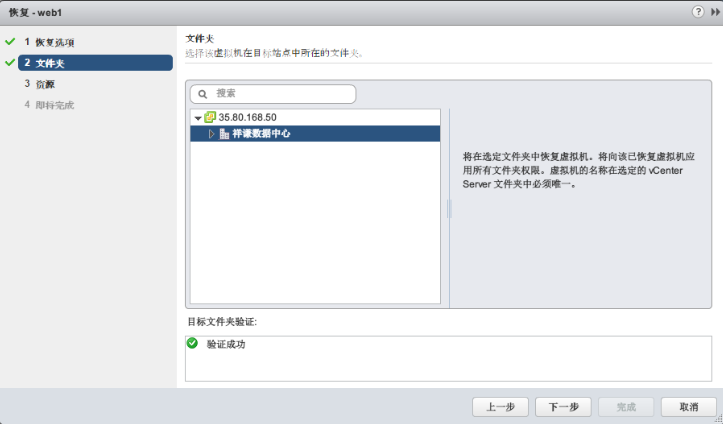 恢复 - web1
1 恢复选项
2 文件夹
3 资源
4 即将完成
文件夹
选择该虚拟机在目标站点中所在的文件夹。
搜索
35.80.168.50
祥谦数据中心
将在选定文件夹中恢复虚拟机。将向该已恢复虚拟机应
用所有文件夹权限。虚拟机的名称在选定的 vCenter
Server 文件夹中必须唯一。
目标文件夹验证:
验证成功
上一步
下一步
完成
取消